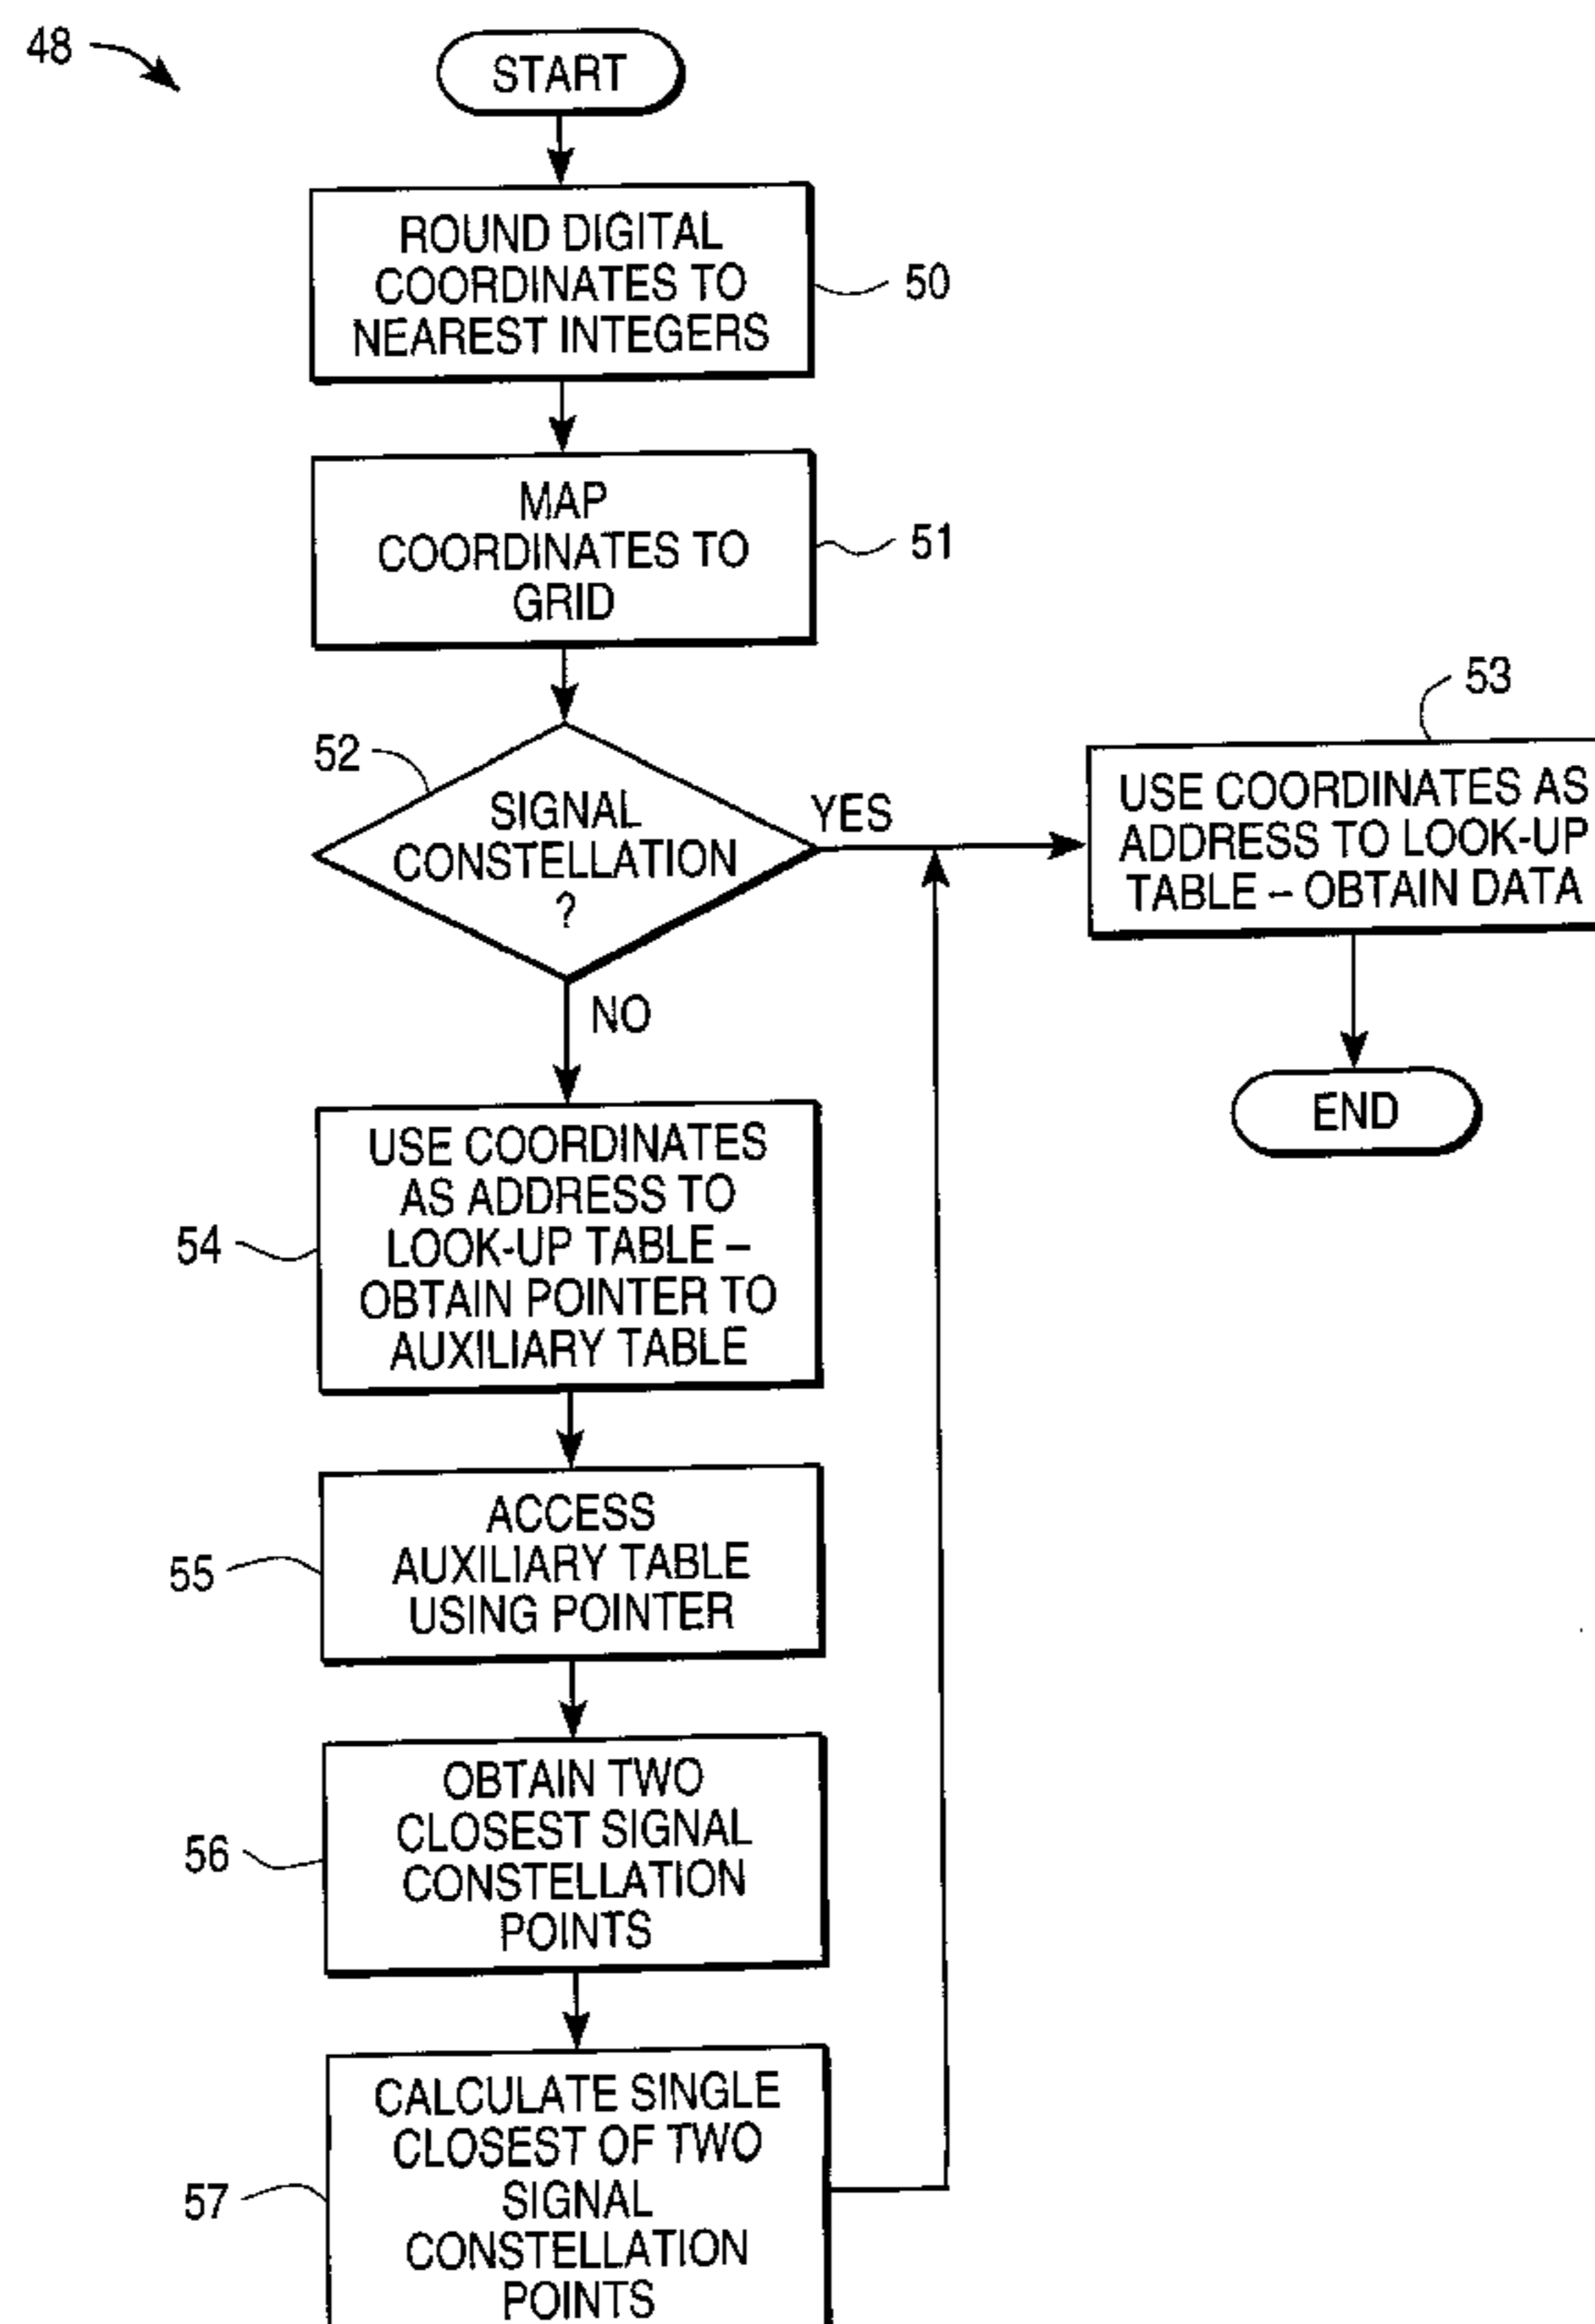 48
START
ROUND DIGITAL
COORDINATES TO
NEAREST INTEGERS
50
MAP
COORDINATES TO
GRID
51
52
SIGNAL
CONSTELLATION
?
YES
NO
53
USE COORDINATES AS
ADDRESS TO LOOK-UP
TABLE – OBTAIN DATA
END
54
USE COORDINATES
AS ADDRESS TO
LOOK-UP TABLE –
OBTAIN POINTER TO
AUXILIARY TABLE
55
ACCESS
AUXILIARY TABLE
USING POINTER
56
OBTAIN TWO
CLOSEST SIGNAL
CONSTELLATION
POINTS
57
CALCULATE SINGLE
CLOSEST OF TWO
SIGNAL
CONSTELLATION
POINTS